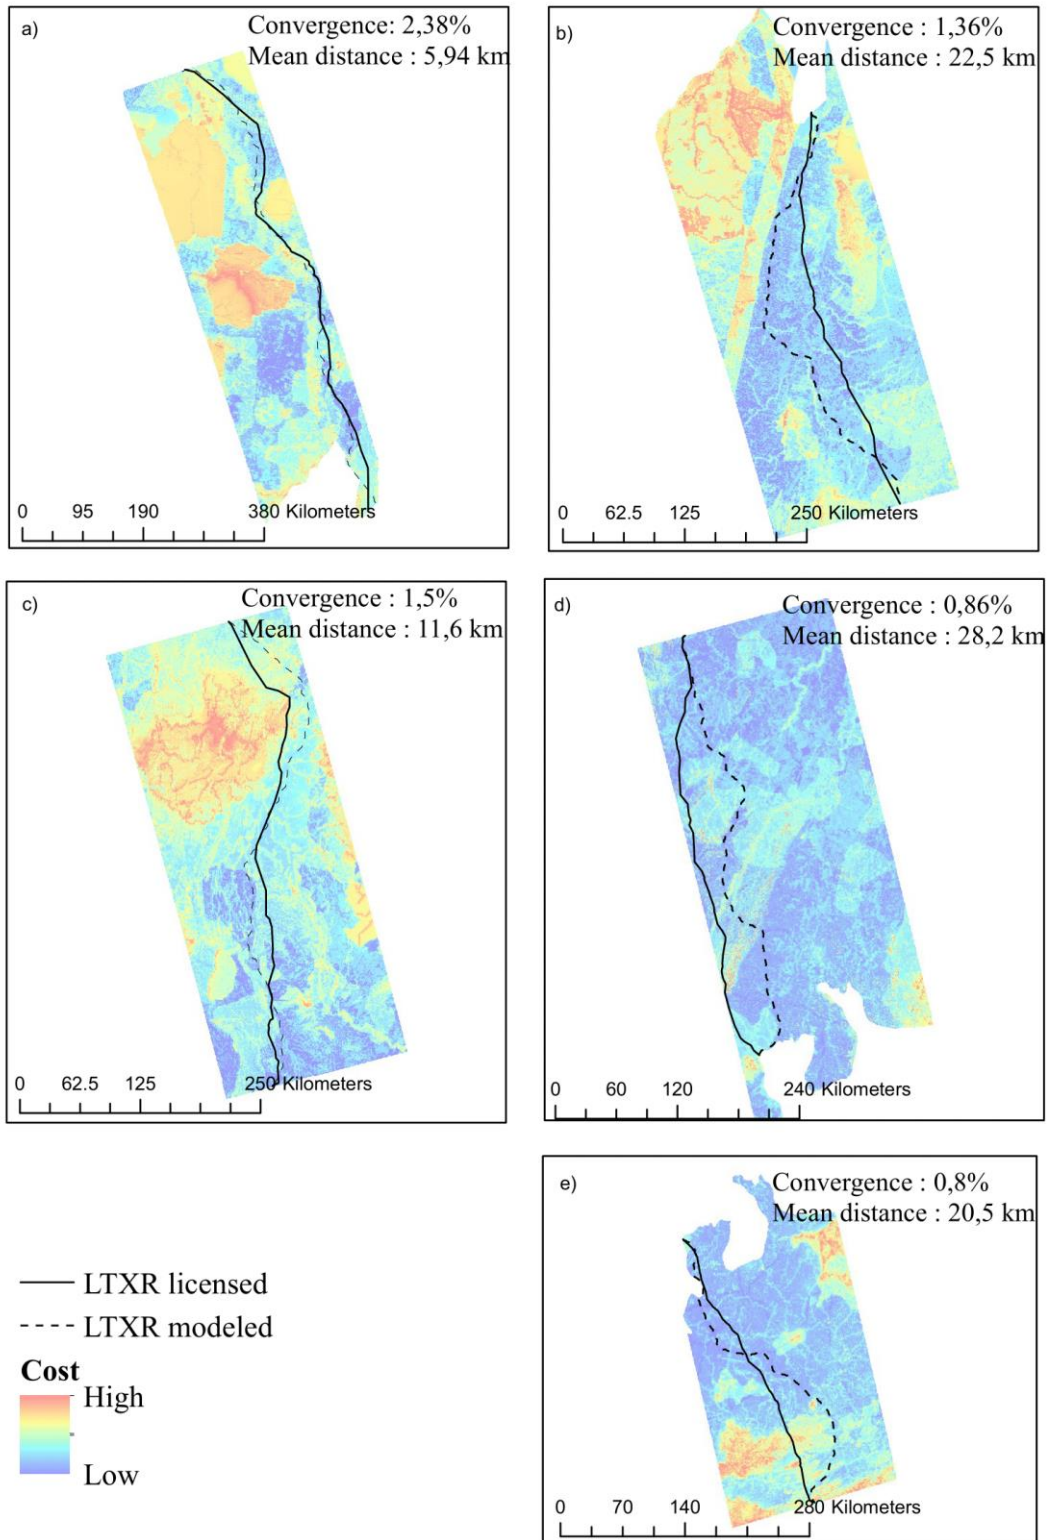 a)
Convergence: 2,38%
Mean distance : 5,94 km
0 95 190 380 Kilometers
b)
Convergence : 1,36%
Mean distance : 22,5 km
0 62.5 125 250 Kilometers
c)
Convergence : 1,5%
Mean distance : 11,6 km
0 62.5 125 250 Kilometers
d)
Convergence : 0,86%
Mean distance : 28,2 km
0 60 120 240 Kilometers
e)
Convergence : 0,8%
Mean distance : 20,5 km
0 70 140 280 Kilometers
LTXR licensed
LTXR modeled
Cost
High
Low